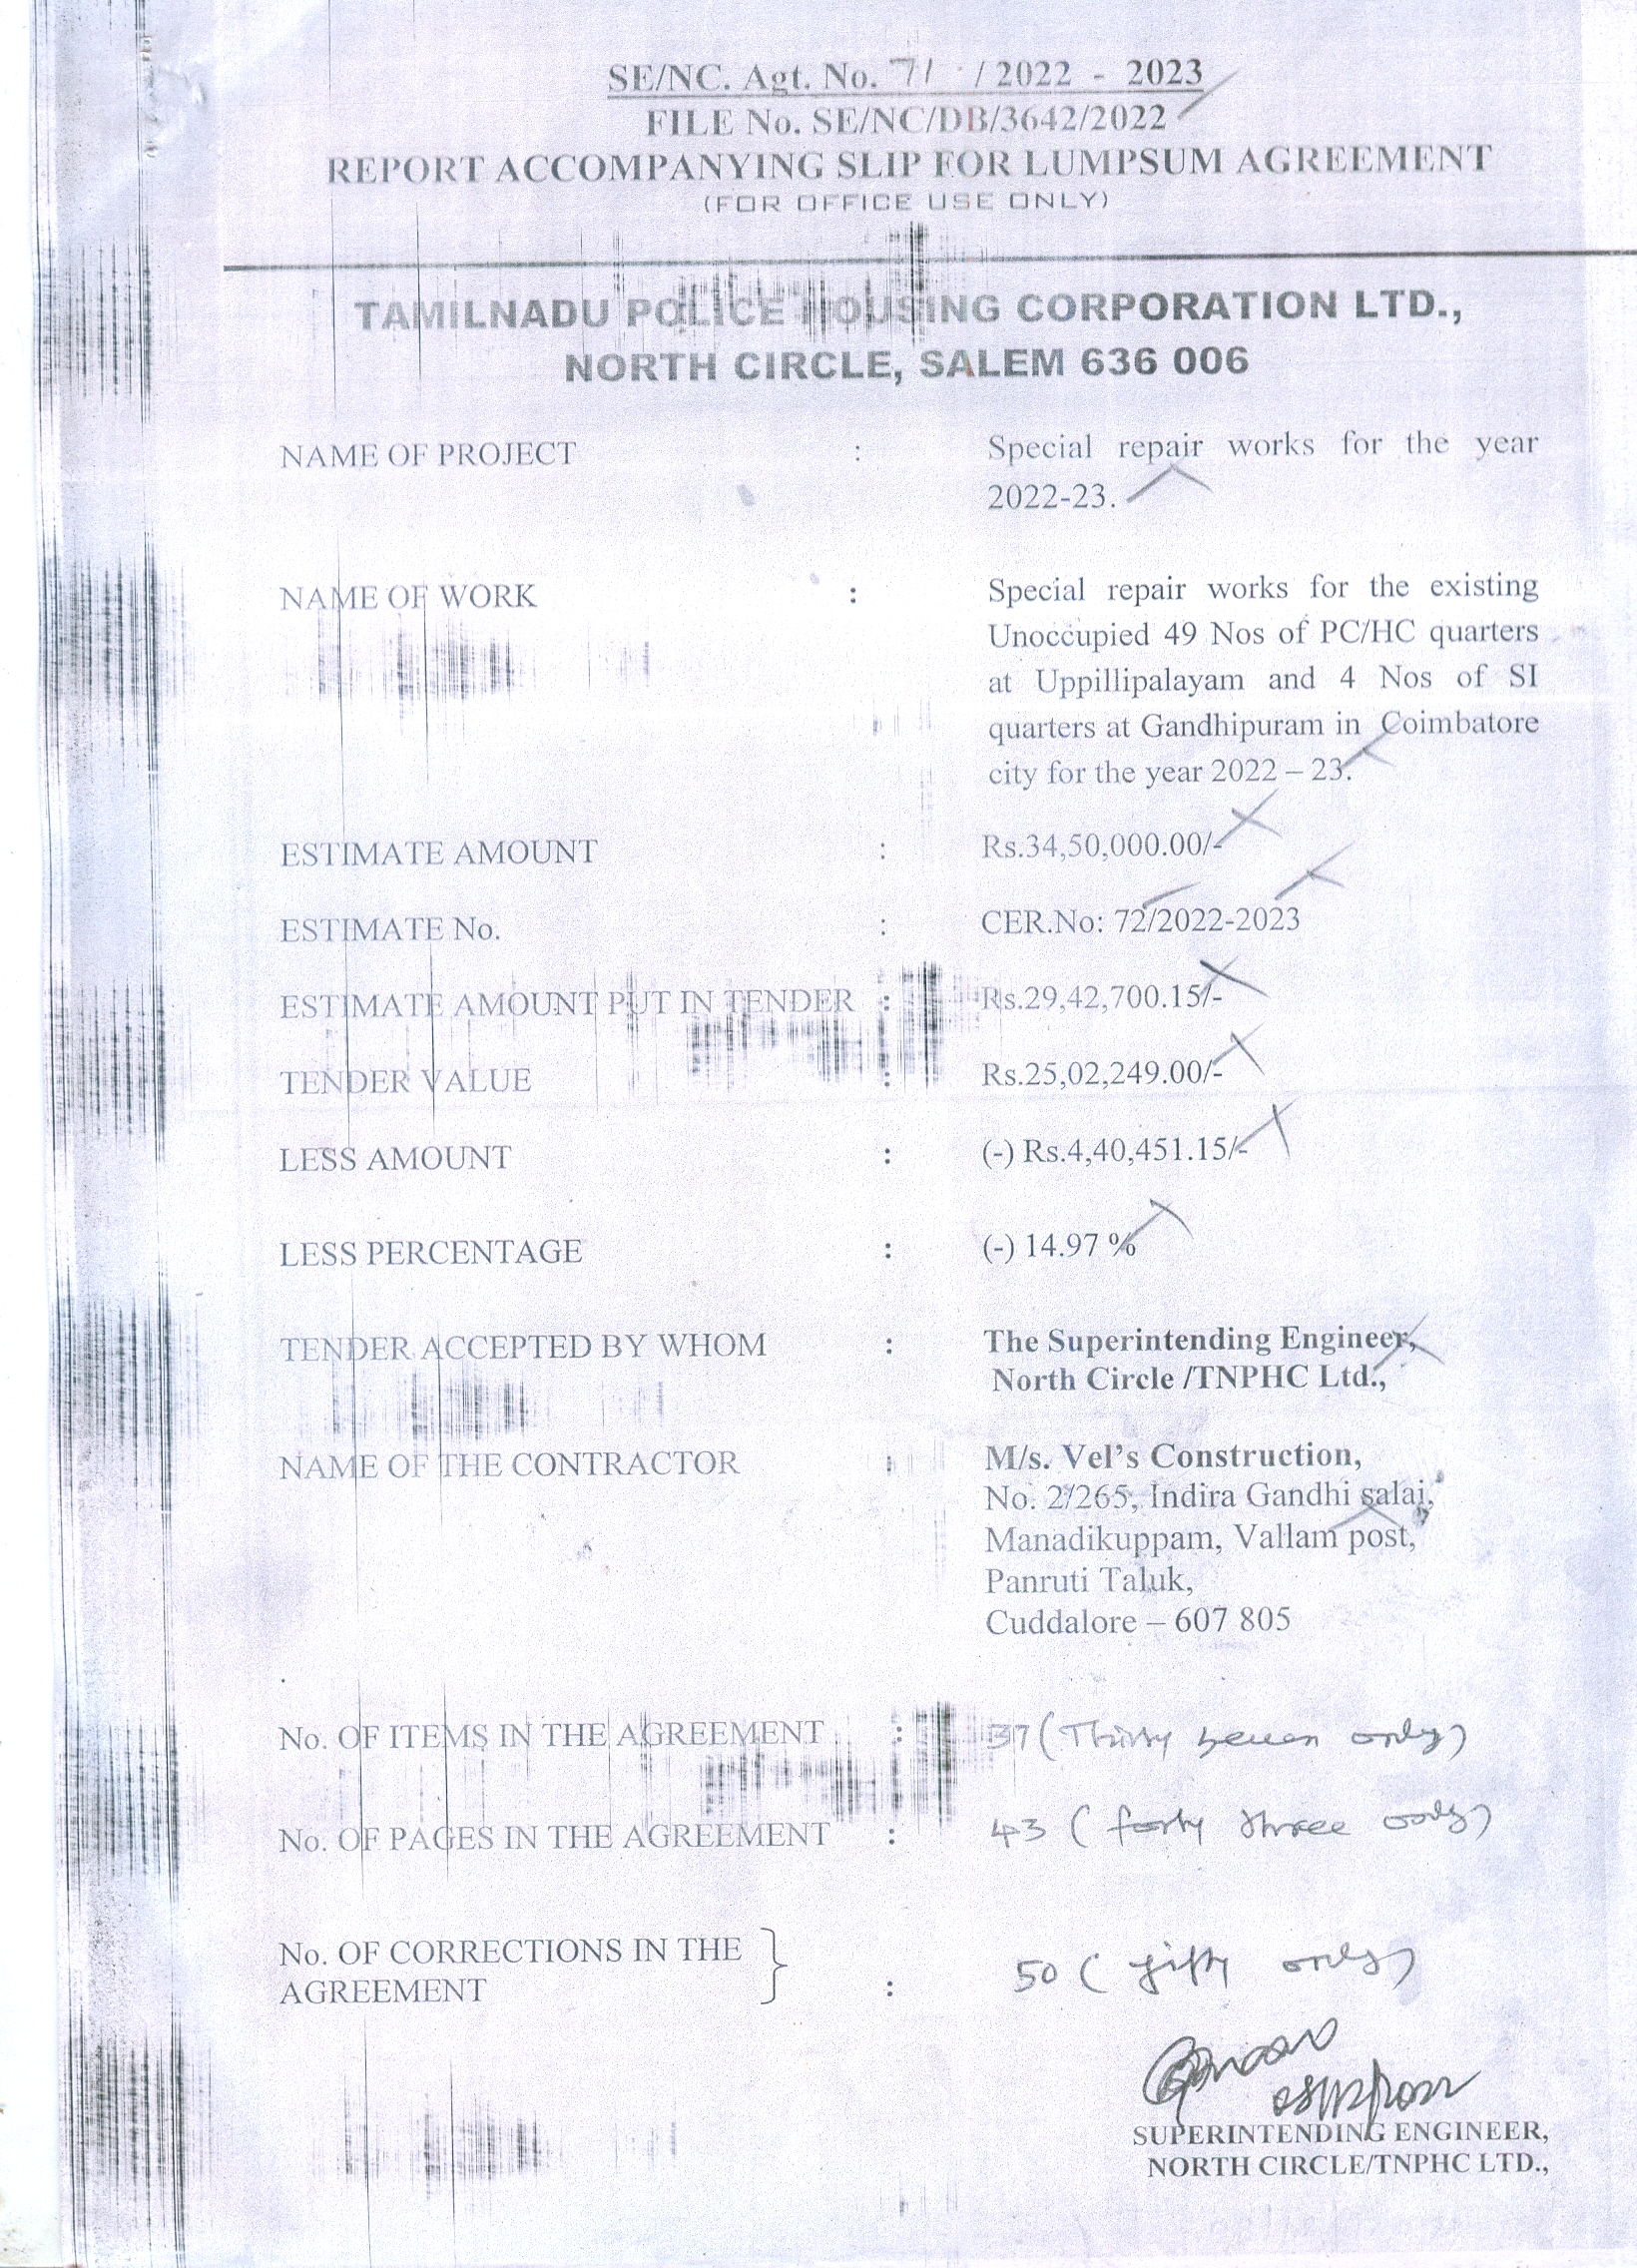 SE/NC. Agt. No. 71 / 2022 - 2023
FILE No. SE/NC/DB/3642/2022
REPORT ACCOMPANYING SLIP FOR LUMPSUM AGREEMENT
(FOR OFFICE USE ONLY)
TAMILNADU POLICE HOUSING CORPORATION LTD.,
NORTH CIRCLE, SALEM 636 006
NAME OF PROJECT : Special repair works for the year
2022-23.
NAME OF WORK : Special repair works for the existing
Unoccupied 49 Nos of PC/HC quarters
at Uppillipalayam and 4 Nos of SI
quarters at Gandhipuram in Coimbatore
city for the year 2022 – 23.
ESTIMATE AMOUNT : Rs.34,50,000.00/-
ESTIMATE No. : CER.No: 72/2022-2023
ESTIMATE AMOUNT PUT IN TENDER : Rs.29,42,700.15/-
TENDER VALUE : Rs.25,02,249.00/-
LESS AMOUNT : (-) Rs.4,40,451.15/-
LESS PERCENTAGE : (-) 14.97 %
TENDER ACCEPTED BY WHOM : The Superintending Engineer,
North Circle /TNPHC Ltd.,
NAME OF THE CONTRACTOR : M/s. Vel's Construction,
No. 2/265, Indira Gandhi salai,
Manadikuppam, Vallam post,
Panruti Taluk,
Cuddalore – 607 805
No. OF ITEMS IN THE AGREEMENT : 37 (Thirty seven only)
No. OF PAGES IN THE AGREEMENT : 43 (forty three only)
No. OF CORRECTIONS IN THE
AGREEMENT : 50 (fifty only)
SUPERINTENDING ENGINEER,
NORTH CIRCLE/TNPHC LTD.,